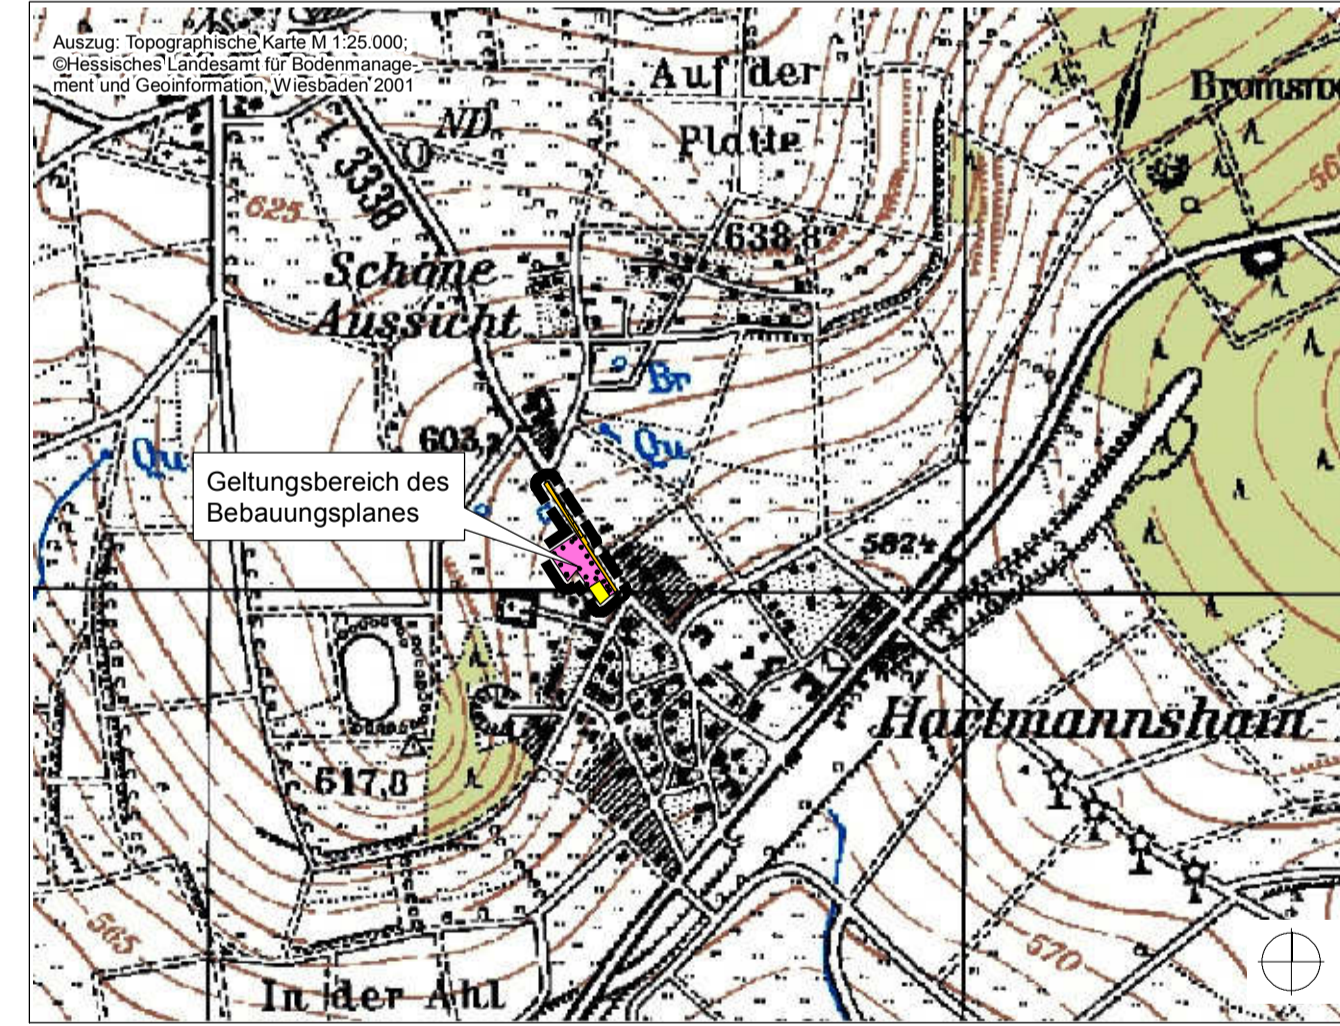 Auszug: Topographische Karte M 1:25.000;
©Hessisches Landesamt für Bodenmanage-
ment und Geoinformation, Wiesbaden 2001
Auf der
Platte
ND
L 3338
625
638,8
Schöne
Aussicht
Br
Qu
603,
Qu
Geltungsbereich des
Bebauungsplanes
582,4
Hartmannshain
617,8
565
570
In der Ahl